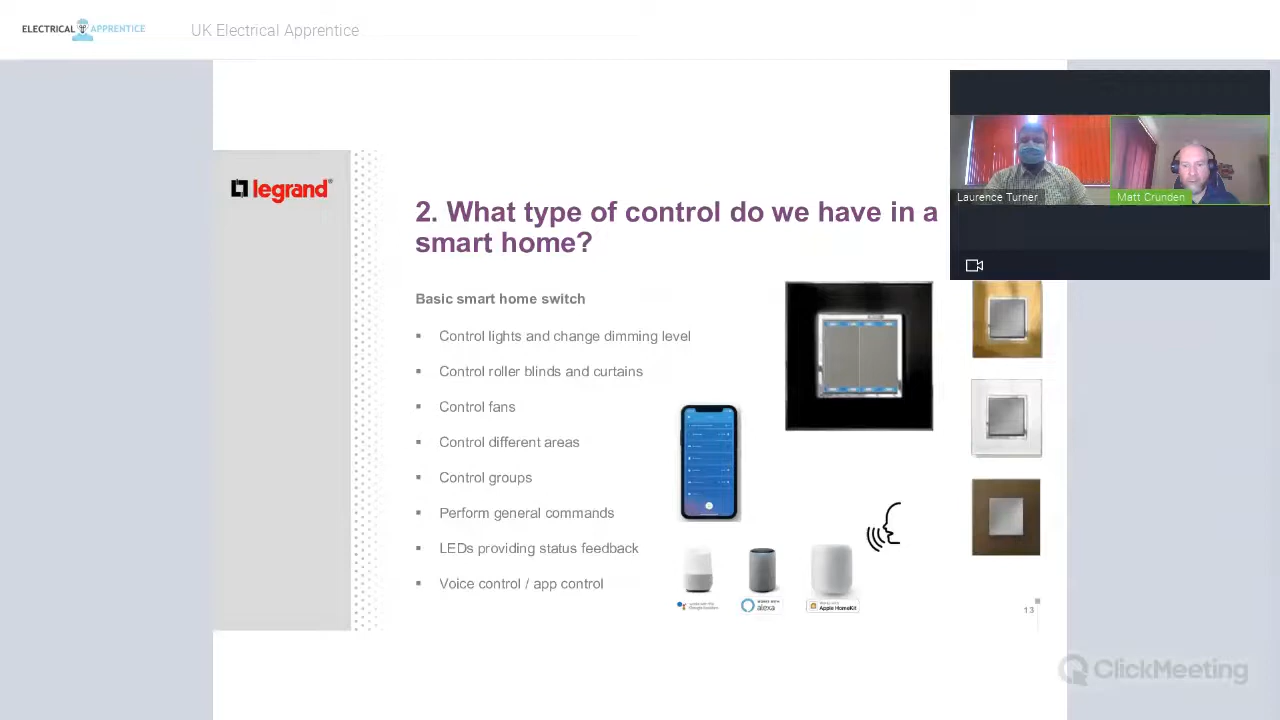 ELECTRICAL APPRENTICE
UK Electrical Apprentice
Laurence Turner
Matt Crunden
legrand®
2. What type of control do we have in a
smart home?
Basic smart home switch
▪ Control lights and change dimming level
▪ Control roller blinds and curtains
▪ Control fans
▪ Control different areas
▪ Control groups
▪ Perform general commands
▪ LEDs providing status feedback
▪ Voice control / app control
WORKS WITH
alexa
Apple HomeKit
13
ClickMeeting